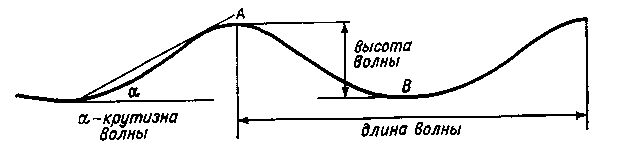 A
высота
волны
α
B
α-крутизна
волны
длина волны